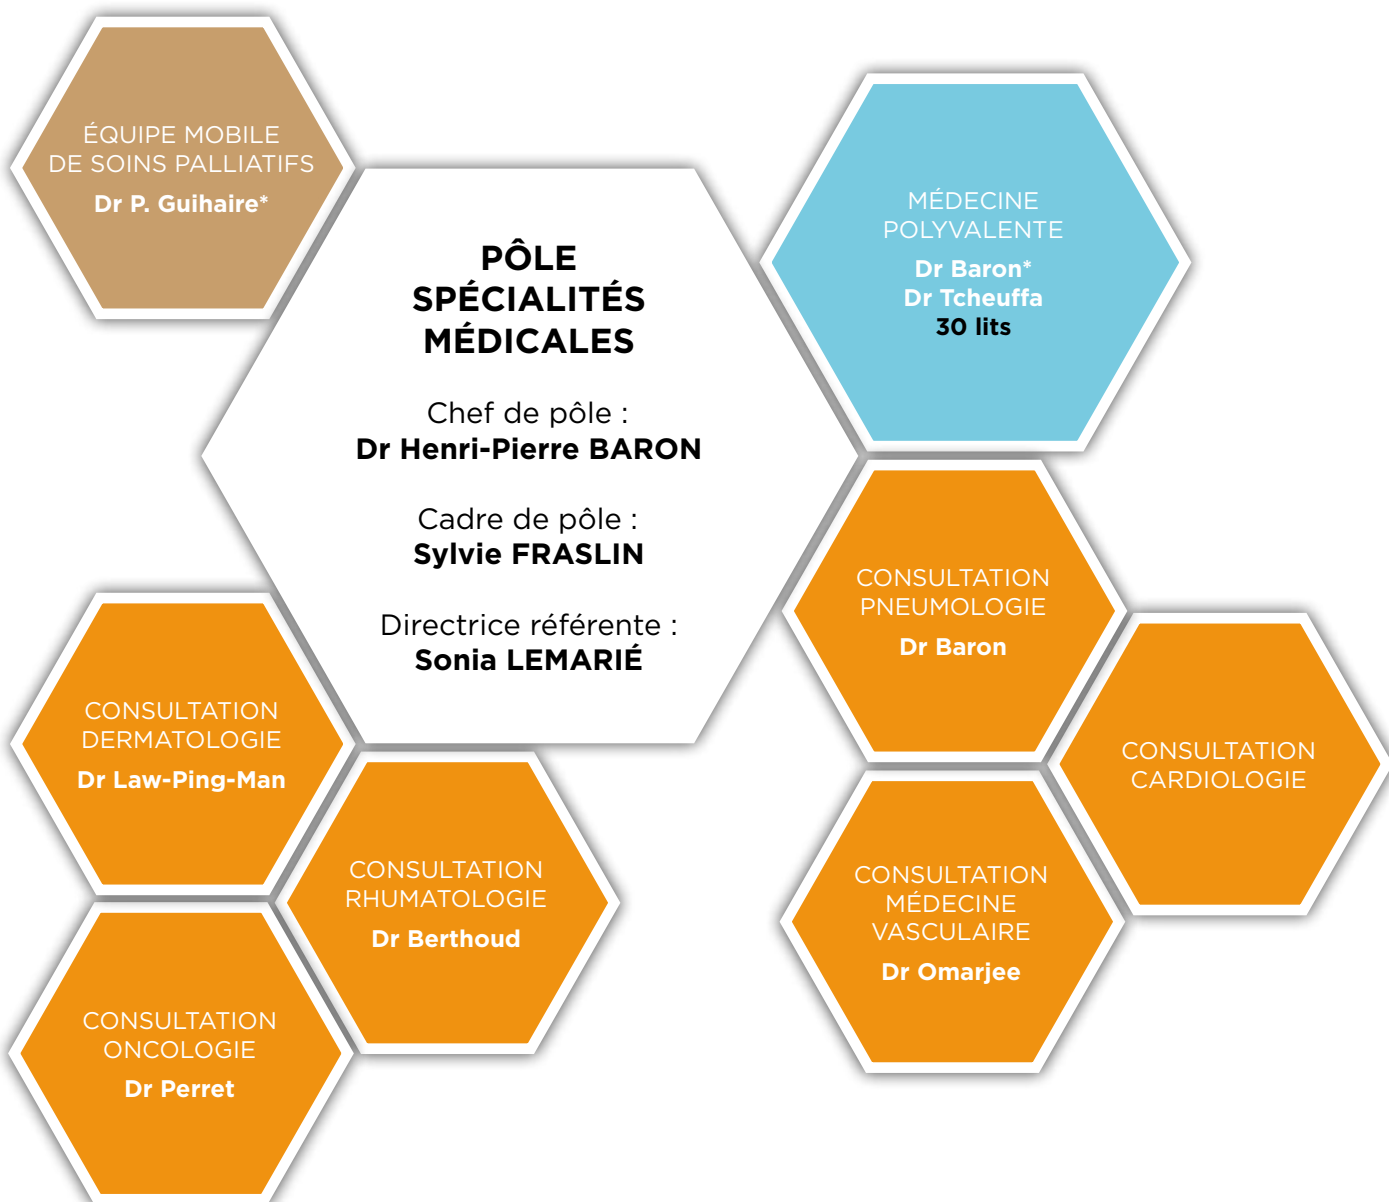 ÉQUIPE MOBILE
DE SOINS PALLIATIFS
Dr P. Guihaire*
PÔLE
SPÉCIALITÉS
MÉDICALES
Chef de pôle :
Dr Henri-Pierre BARON
Cadre de pôle :
Sylvie FRASLIN
Directrice référente :
Sonia LEMARIÉ
MÉDECINE
POLYVALENTE
Dr Baron*
Dr Tcheuffa
30 lits
CONSULTATION
PNEUMOLOGIE
Dr Baron
CONSULTATION
CARDIOLOGIE
CONSULTATION
MÉDECINE
VASCULAIRE
Dr Omarjee
CONSULTATION
DERMATOLOGIE
Dr Law-Ping-Man
CONSULTATION
RHUMATOLOGIE
Dr Berthoud
CONSULTATION
ONCOLOGIE
Dr Perret